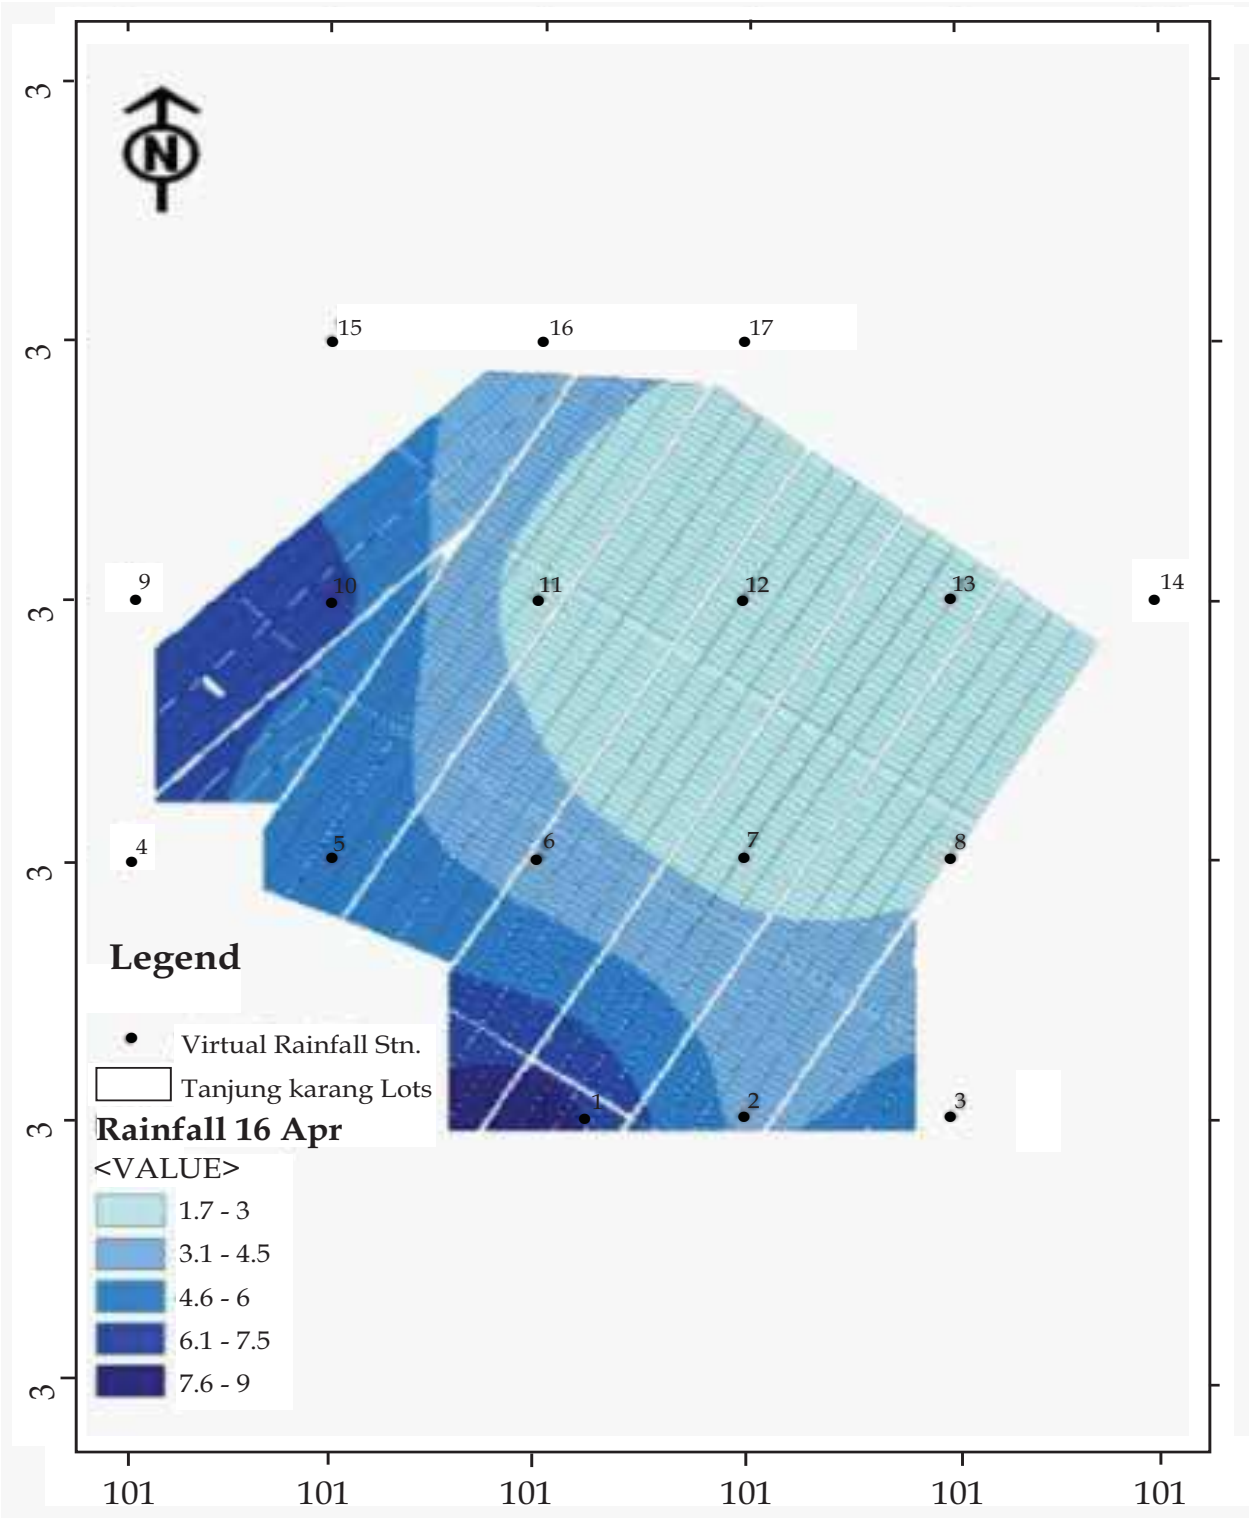 3
N
15 16 17
3
9 10 11 12 13 14
3
4 5 6 7 8
3
Legend
Virtual Rainfall Stn.
Tanjung karang Lots
1 2 3
3
Rainfall 16 Apr
<VALUE>
1.7 - 3
3.1 - 4.5
4.6 - 6
6.1 - 7.5
7.6 - 9
3
101 101 101 101 101 101